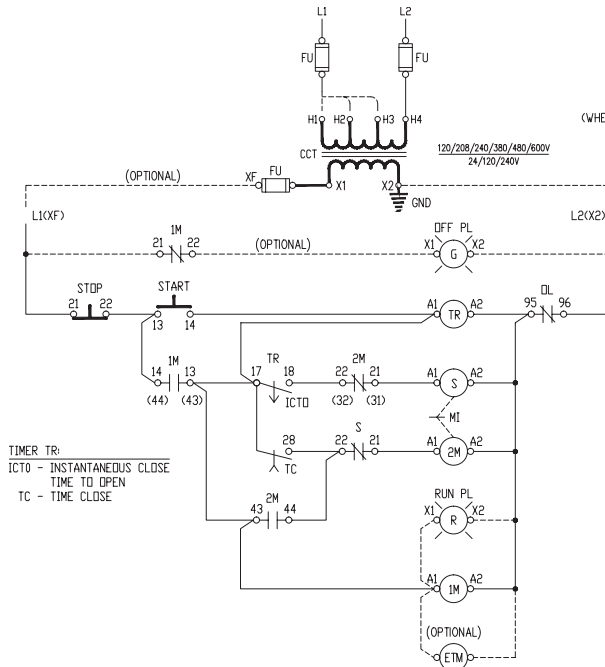 L1 L2
FU FU
H1 H2 H3 H4
(WHE
CCT
120/208/240/380/480/600V
24/120/240V
(OPTIONAL) XF FU X1 X2
GND
L1(XF) L2(X2)
1M OFF PL
21 22 (OPTIONAL) X1 G X2
STOP START OL
21 22 13 14 A1 TR A2 95 96
1M TR 2M
14 13 17 18 22 21 A1 S A2
(44) (43) ICTO (32) (31)
MI
S
28 22 21 A1 2M A2
TC
TIMER TR:
ICTO - INSTANTANEOUS CLOSE
TIME TO OPEN
TC - TIME CLOSE
2M RUN PL
43 44 X1 R X2
A1 1M A2
(OPTIONAL)
ETM